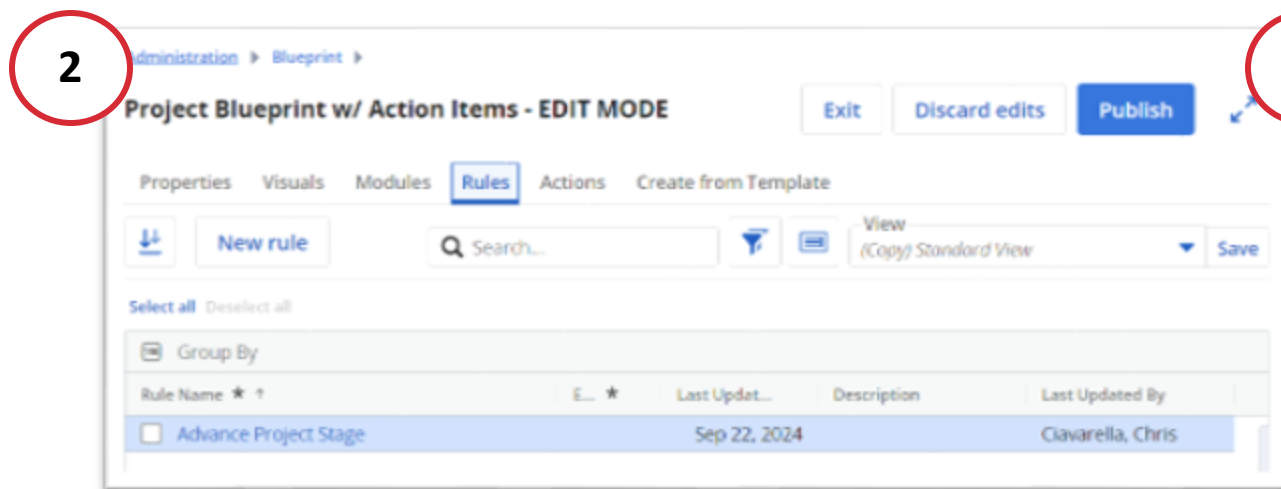 2
Administration Blueprint
Project Blueprint w/ Action Items - EDIT MODE Exit Discard edits Publish
Properties Visuals Modules Rules Actions Create from Template
New rule Search... View (Copy) Standard View Save
Select all Deselect all
Group By
Rule Name * ↑ E... * Last Updat... Description Last Updated By
Advance Project Stage Sep 22, 2024 Ciavarella, Chris